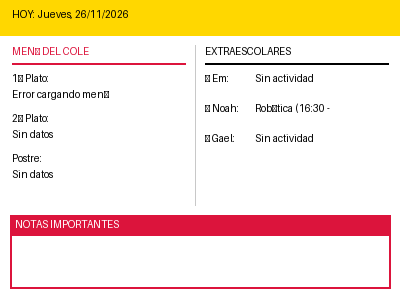 HOY: Jueves, 26/11/2026
MEN▯ DEL COLE
1▯ Plato:
Error cargando men▯
2▯ Plato:
Sin datos
Postre:
Sin datos
EXTRAESCOLARES
▯ Em: Sin actividad
▯ Noah: Rob▯tica (16:30 -
▯ Gael: Sin actividad
NOTAS IMPORTANTES